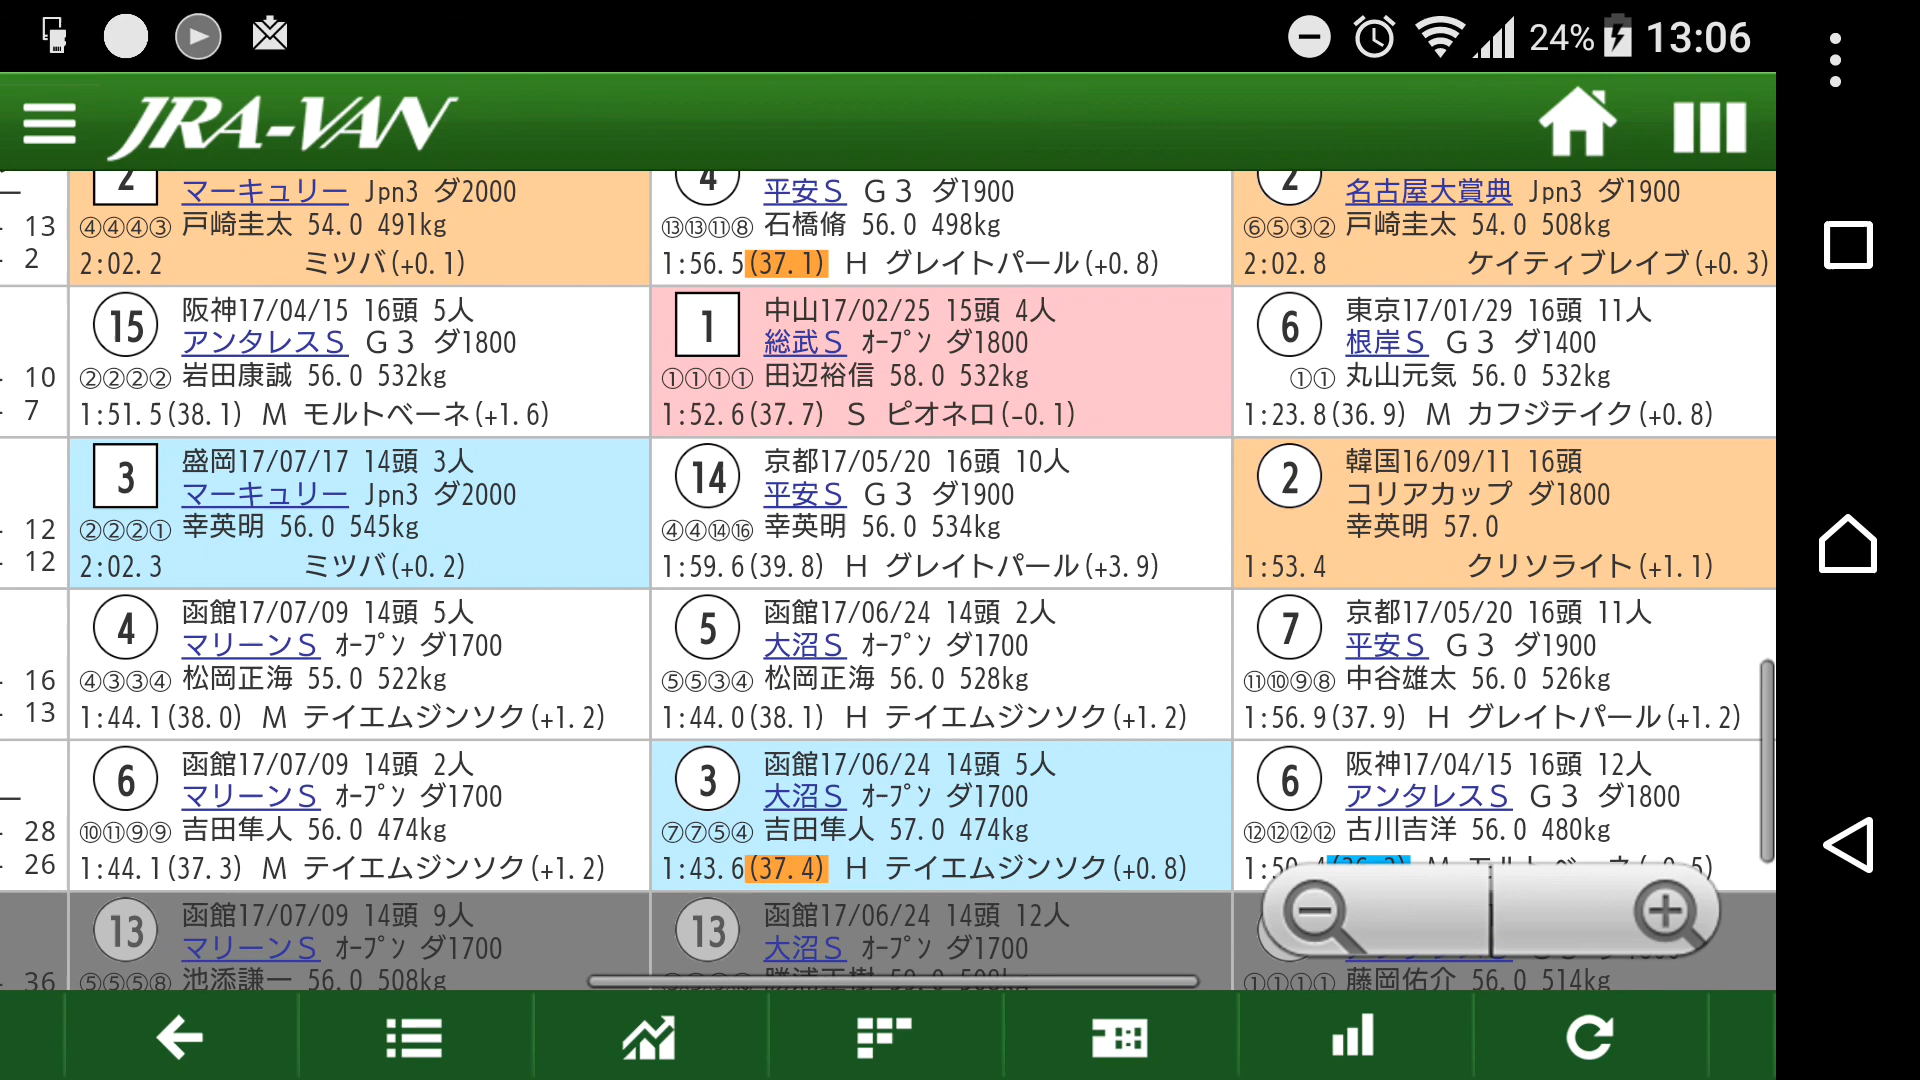 24% 13:06
JRA-VAN
2 マーキュリー Jpn3 ダ2000
④④④③ 戸崎圭太 54.0 491kg
2:02.2 ミツバ(+0.1)
4 平安Ｓ Ｇ３ ダ1900
⑬⑬⑪⑧ 石橋脩 56.0 498kg
1:56.5(37.1) Ｈ グレイトパール(+0.8)
2 名古屋大賞典 Jpn3 ダ1900
⑥⑤③② 戸崎圭太 54.0 508kg
2:02.8 ケイティブレイブ(+0.3)
13
2
15 阪神17/04/15 16頭 5人
アンタレスＳ Ｇ３ ダ1800
②②②② 岩田康誠 56.0 532kg
1:51.5(38.1) Ｍ モルトベーネ(+1.6)
1 中山17/02/25 15頭 4人
総武Ｓ ｵｰﾌﾟﾝ ダ1800
①①①① 田辺裕信 58.0 532kg
1:52.6(37.7) Ｓ ピオネロ(-0.1)
6 東京17/01/29 16頭 11人
根岸Ｓ Ｇ３ ダ1400
①① 丸山元気 56.0 532kg
1:23.8(36.9) Ｍ カフジテイク(+0.8)
10
7
3 盛岡17/07/17 14頭 3人
マーキュリー Jpn3 ダ2000
②②②① 幸英明 56.0 545kg
2:02.3 ミツバ(+0.2)
14 京都17/05/20 16頭 10人
平安Ｓ Ｇ３ ダ1900
④④⑭⑯ 幸英明 56.0 534kg
1:59.6(39.8) Ｈ グレイトパール(+3.9)
2 韓国16/09/11 16頭
コリアカップ ダ1800
幸英明 57.0
1:53.4 クリソライト(+1.1)
12
12
4 函館17/07/09 14頭 5人
マリーンＳ ｵｰﾌﾟﾝ ダ1700
④③③④ 松岡正海 55.0 522kg
1:44.1(38.0) Ｍ テイエムジンソク(+1.2)
5 函館17/06/24 14頭 2人
大沼Ｓ ｵｰﾌﾟﾝ ダ1700
⑤⑤③④ 松岡正海 56.0 528kg
1:44.0(38.1) Ｈ テイエムジンソク(+1.2)
7 京都17/05/20 16頭 11人
平安Ｓ Ｇ３ ダ1900
⑪⑩⑨⑧ 中谷雄太 56.0 526kg
1:56.9(37.9) Ｈ グレイトパール(+1.2)
16
13
6 函館17/07/09 14頭 2人
マリーンＳ ｵｰﾌﾟﾝ ダ1700
⑩⑪⑨⑨ 吉田隼人 56.0 474kg
1:44.1(37.3) Ｍ テイエムジンソク(+1.2)
3 函館17/06/24 14頭 5人
大沼Ｓ ｵｰﾌﾟﾝ ダ1700
⑦⑦⑤④ 吉田隼人 57.0 474kg
1:43.6(37.4) Ｈ テイエムジンソク(+0.8)
6 阪神17/04/15 16頭 12人
アンタレスＳ Ｇ３ ダ1800
⑫⑫⑫⑫ 古川吉洋 56.0 480kg
28
26
13 函館17/07/09 14頭 9人
マリーンＳ ｵｰﾌﾟﾝ ダ1700
⑤⑤⑤⑧ 池添謙一 56.0 508kg
13 函館17/06/24 14頭 12人
大沼Ｓ ｵｰﾌﾟﾝ ダ1700
①①①① 藤岡佑介 56.0 514kg
36